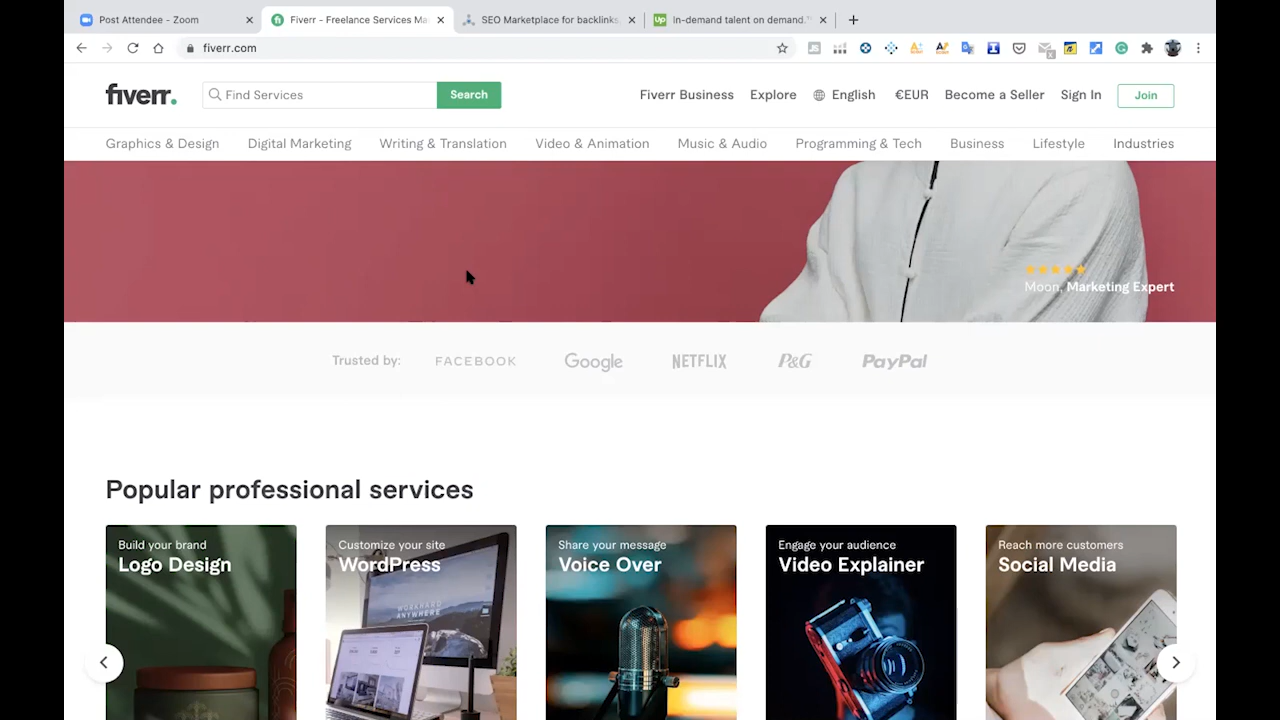 Post Attendee - Zoom
Fiverr - Freelance Services Ma
SEO Marketplace for backlinks,
Up
In-demand talent on demand.™
fiverr.com
fiverr.
Find Services
Search
Fiverr Business
Explore
English
€EUR
Become a Seller
Sign In
Join
Graphics & Design
Digital Marketing
Writing & Translation
Video & Animation
Music & Audio
Programming & Tech
Business
Lifestyle
Industries
Moon, Marketing Expert
Trusted by:
FACEBOOK
Google
NETFLIX
P&G
PayPal
Popular professional services
Build your brand
Logo Design
Customize your site
WordPress
WORKHARD
ANYWHERE
Share your message
Voice Over
Engage your audience
Video Explainer
Reach more customers
Social Media